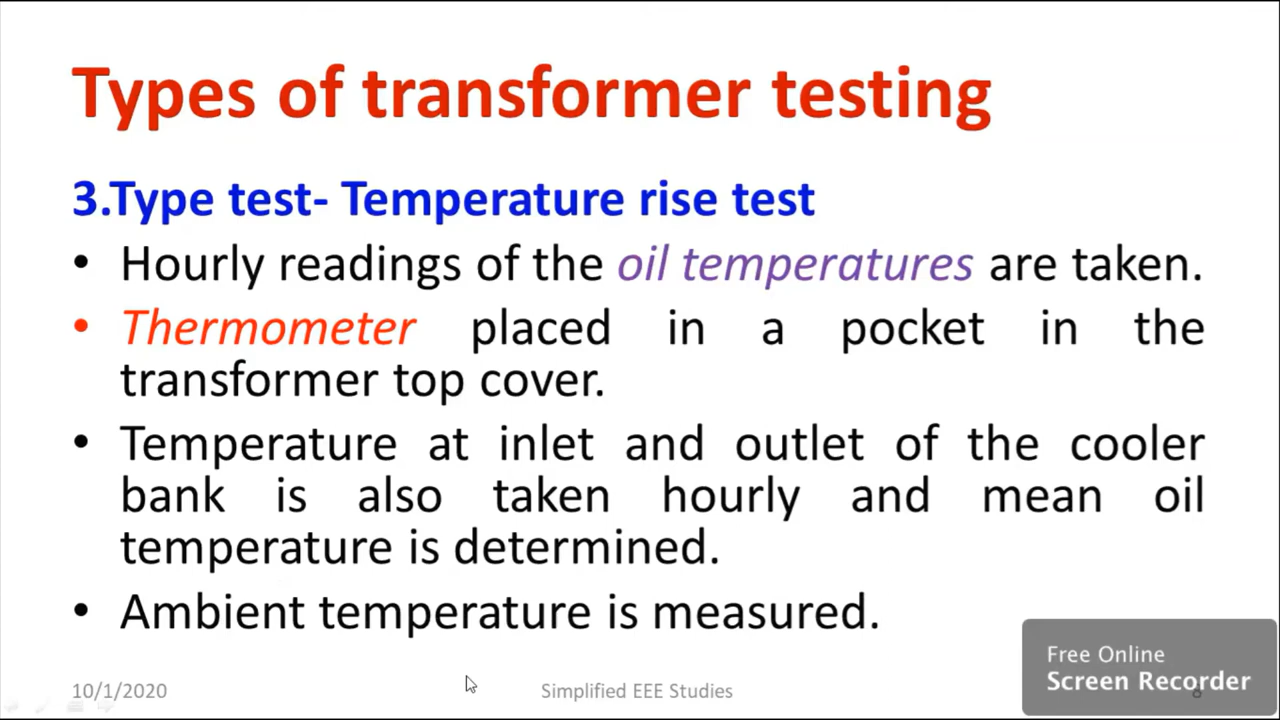 Types of transformer testing
3.Type test- Temperature rise test
• Hourly readings of the oil temperatures are taken.
• Thermometer placed in a pocket in the
transformer top cover.
• Temperature at inlet and outlet of the cooler
bank is also taken hourly and mean oil
temperature is determined.
• Ambient temperature is measured.
10/1/2020
Simplified EEE Studies
8
Free Online
Screen Recorder